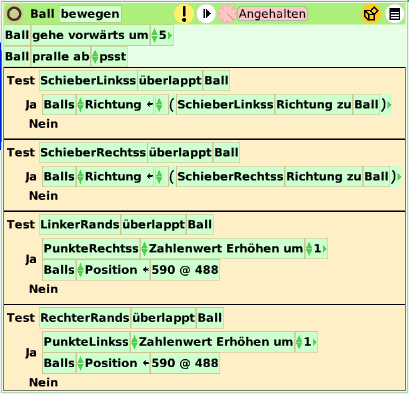 Ball bewegen ! Angehalten
Ball gehe vorwärts um 5
Ball pralle ab psst
Test SchieberLinkss überlappt Ball
Ja Balls Richtung ← (SchieberLinkss Richtung zu Ball)
Nein
Test SchieberRechtss überlappt Ball
Ja Balls Richtung ← (SchieberRechtss Richtung zu Ball)
Nein
Test LinkerRands überlappt Ball
Ja PunkteRechtss Zahlenwert Erhöhen um 1
Balls Position ← 590 @ 488
Nein
Test RechterRands überlappt Ball
Ja PunkteLinkss Zahlenwert Erhöhen um 1
Balls Position ← 590 @ 488
Nein